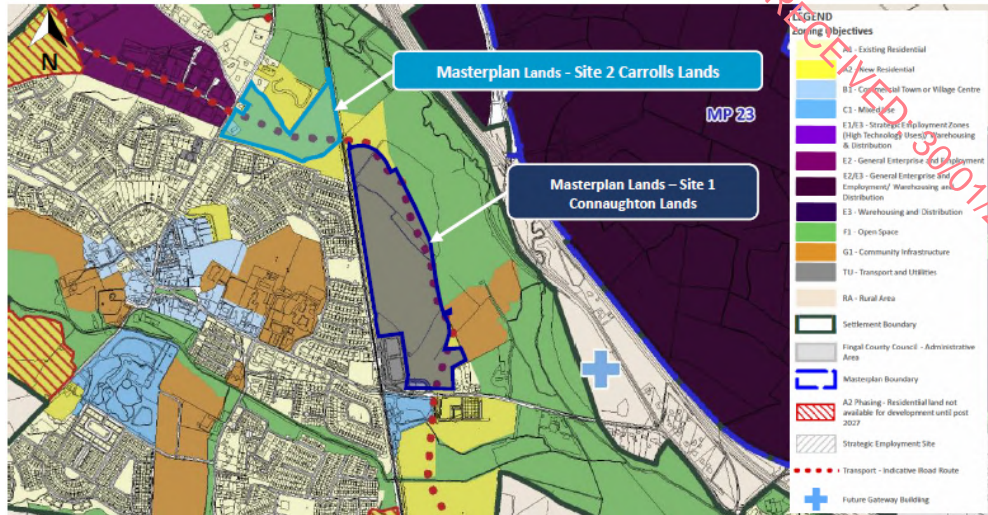 N
Masterplan Lands - Site 2 Carrolls Lands
MP 23
Masterplan Lands – Site 1
Connaughton Lands
RECEIVED: 30/01/2
LEGEND
Zoning Objectives
A1 - Existing Residential
A2 - New Residential
B1 - Commercial Town or Village Centre
C1 - Mixed Use
E1/E3 - Strategic Employment Zones
(High Technology Uses)/ Warehousing
& Distribution
E2 - General Enterprise and Employment
E2/E3 - General Enterprise and
Employment/ Warehousing and
Distribution
E3 - Warehousing and Distribution
F1 - Open Space
G1 - Community Infrastructure
TU - Transport and Utilities
RA - Rural Area
Settlement Boundary
Fingal County Council - Administrative
Area
Masterplan Boundary
A2 Phasing - Residential land not
available for development until post
2027
Strategic Employment Site
Transport - Indicative Road Route
Future Gateway Building